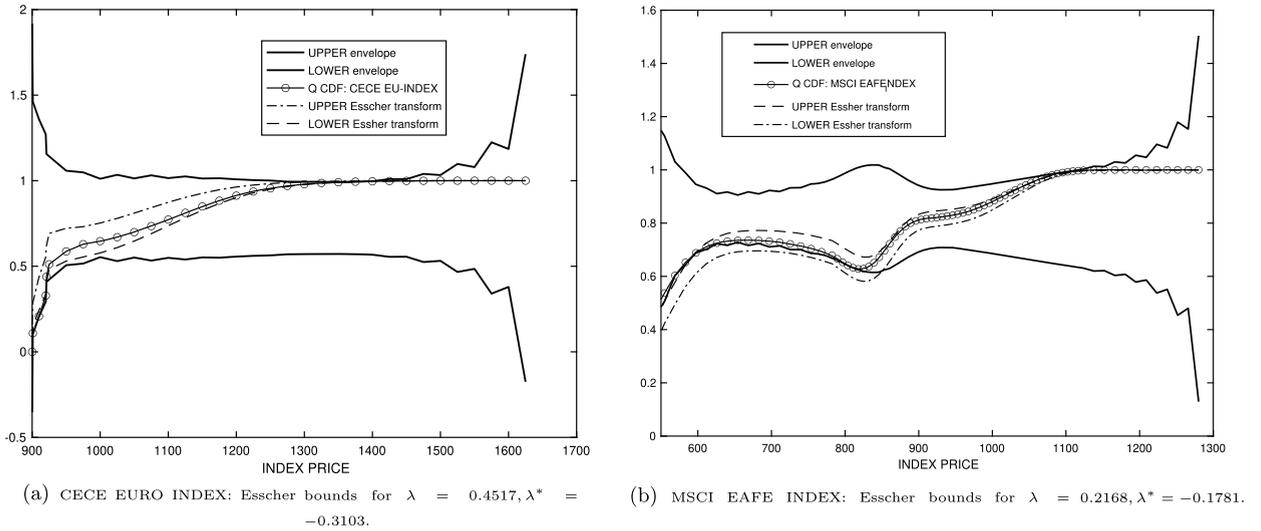 2
1.5
1
0.5
0
-0.5
900 1000 1100 1200 1300 1400 1500 1600 1700
INDEX PRICE
UPPER envelope
LOWER envelope
Q CDF: CECE EU-INDEX
UPPER Esscher transform
LOWER Essher transform
(a) CECE EURO INDEX: Esscher bounds for λ = 0.4517, λ* =
−0.3103.
1.6
1.4
1.2
1
0.8
0.6
0.4
0.2
0
600 700 800 900 1000 1100 1200 1300
INDEX PRICE
UPPER envelope
LOWER envelope
Q CDF: MSCI EAFEINDEX
UPPER Essher transform
LOWER Essher transform
(b) MSCI EAFE INDEX: Esscher bounds for λ = 0.2168, λ* = −0.1781.